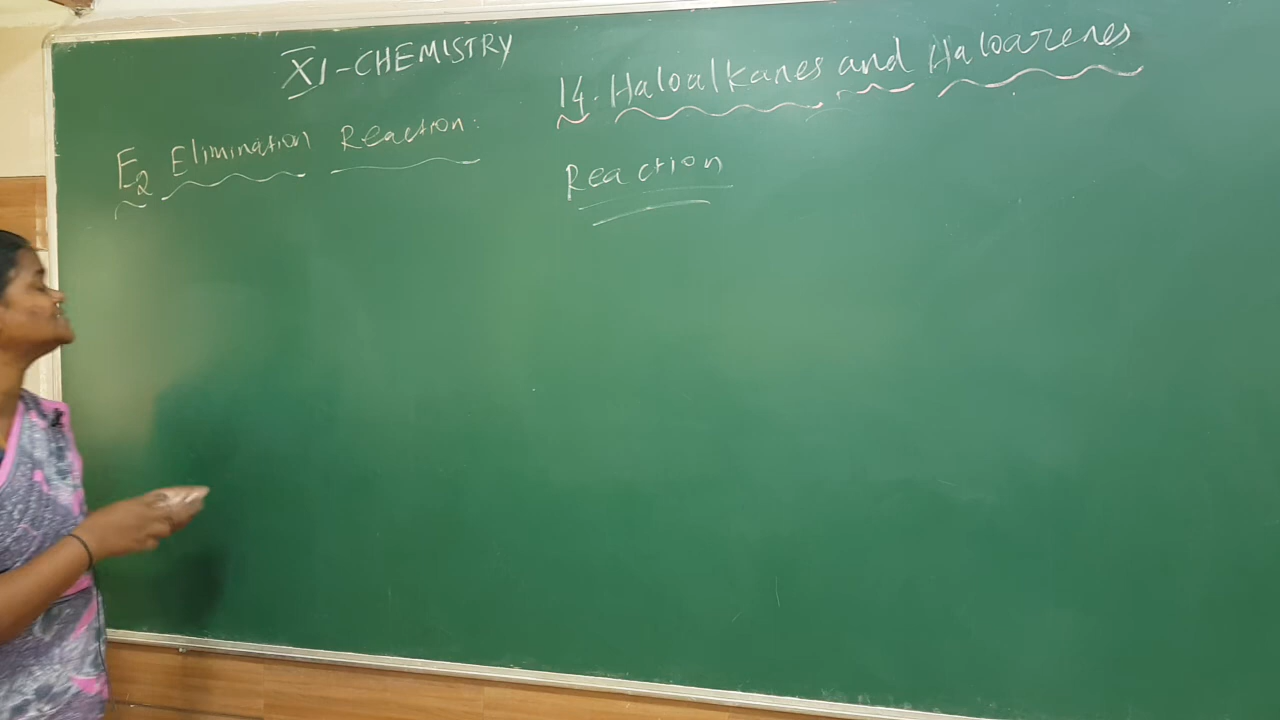 XI-CHEMISTRY
14. Haloalkanes and Haloarenes
Reaction
E2 Elimination Reaction: